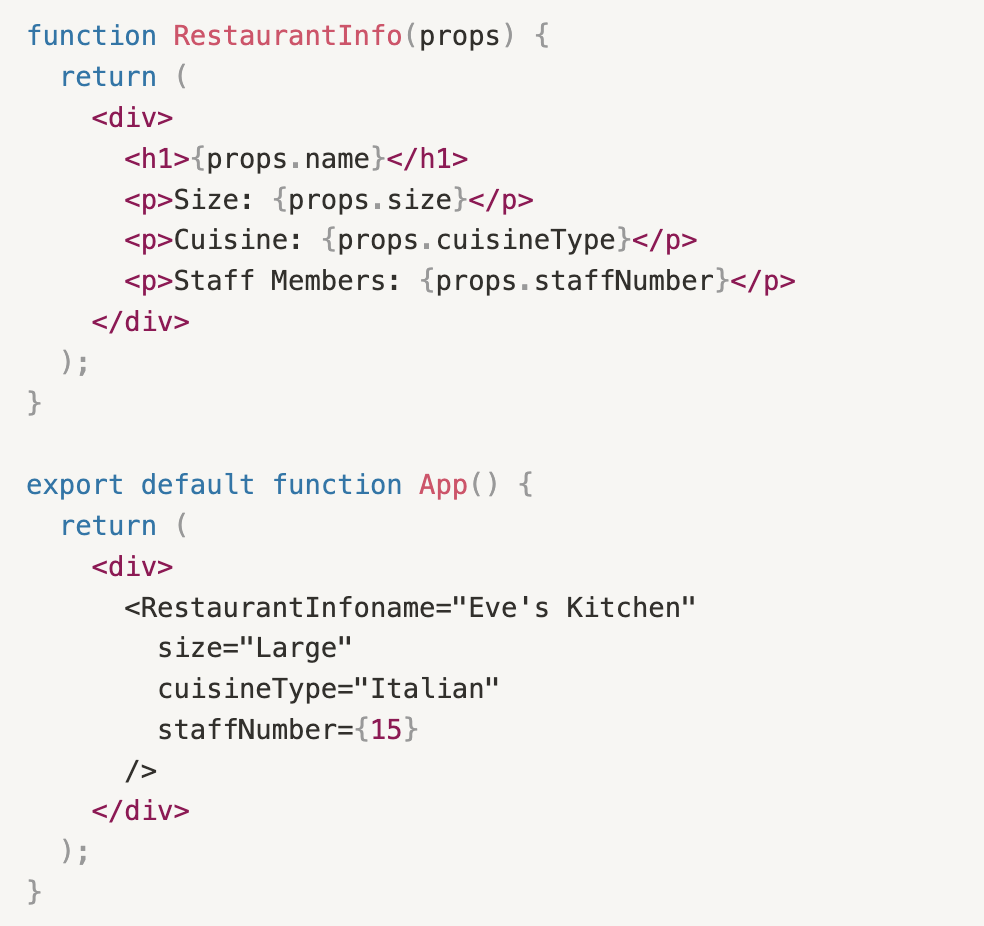 function RestaurantInfo(props) {
  return (
    <div>
      <h1>{props.name}</h1>
      <p>Size: {props.size}</p>
      <p>Cuisine: {props.cuisineType}</p>
      <p>Staff Members: {props.staffNumber}</p>
    </div>
  );
}

export default function App() {
  return (
    <div>
      <RestaurantInfoname="Eve's Kitchen"
        size="Large"
        cuisineType="Italian"
        staffNumber={15}
      />
    </div>
  );
}